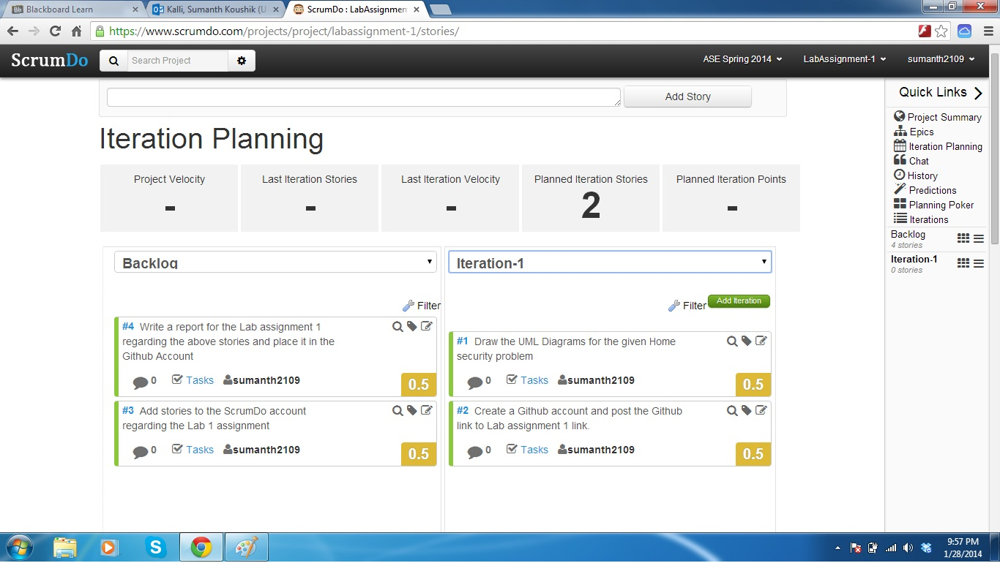 Blackboard Learn
Kalli, Sumanth Koushik (U
ScrumDo : LabAssignmen
https://www.scrumdo.com/projects/project/labassignment-1/stories/
ScrumDo
Search Project
ASE Spring 2014
LabAssignment-1
sumanth2109
Add Story
Iteration Planning
Project Velocity
-
Last Iteration Stories
-
Last Iteration Velocity
-
Planned Iteration Stories
2
Planned Iteration Points
-
Backlog
Filter
#4 Write a report for the Lab assignment 1
regarding the above stories and place it in the
Github Account
0 Tasks sumanth2109
0.5
#3 Add stories to the ScrumDo account
regarding the Lab 1 assignment
0 Tasks sumanth2109
0.5
Iteration-1
Filter
Add Iteration
#1 Draw the UML Diagrams for the given Home
security problem
0 Tasks sumanth2109
0.5
#2 Create a Github account and post the Github
link to Lab assignment 1 link.
0 Tasks sumanth2109
0.5
Quick Links
Project Summary
Epics
Iteration Planning
Chat
History
Predictions
Planning Poker
Iterations
Backlog
4 stories
Iteration-1
0 stories
9:57 PM
1/28/2014